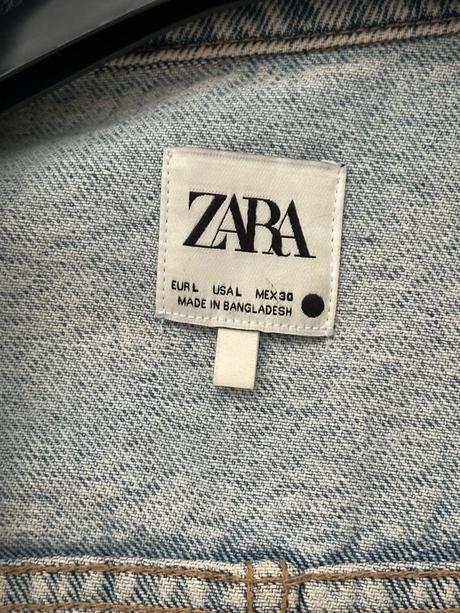 ZARA
EUR L USA L MEX 30
MADE IN BANGLADESH